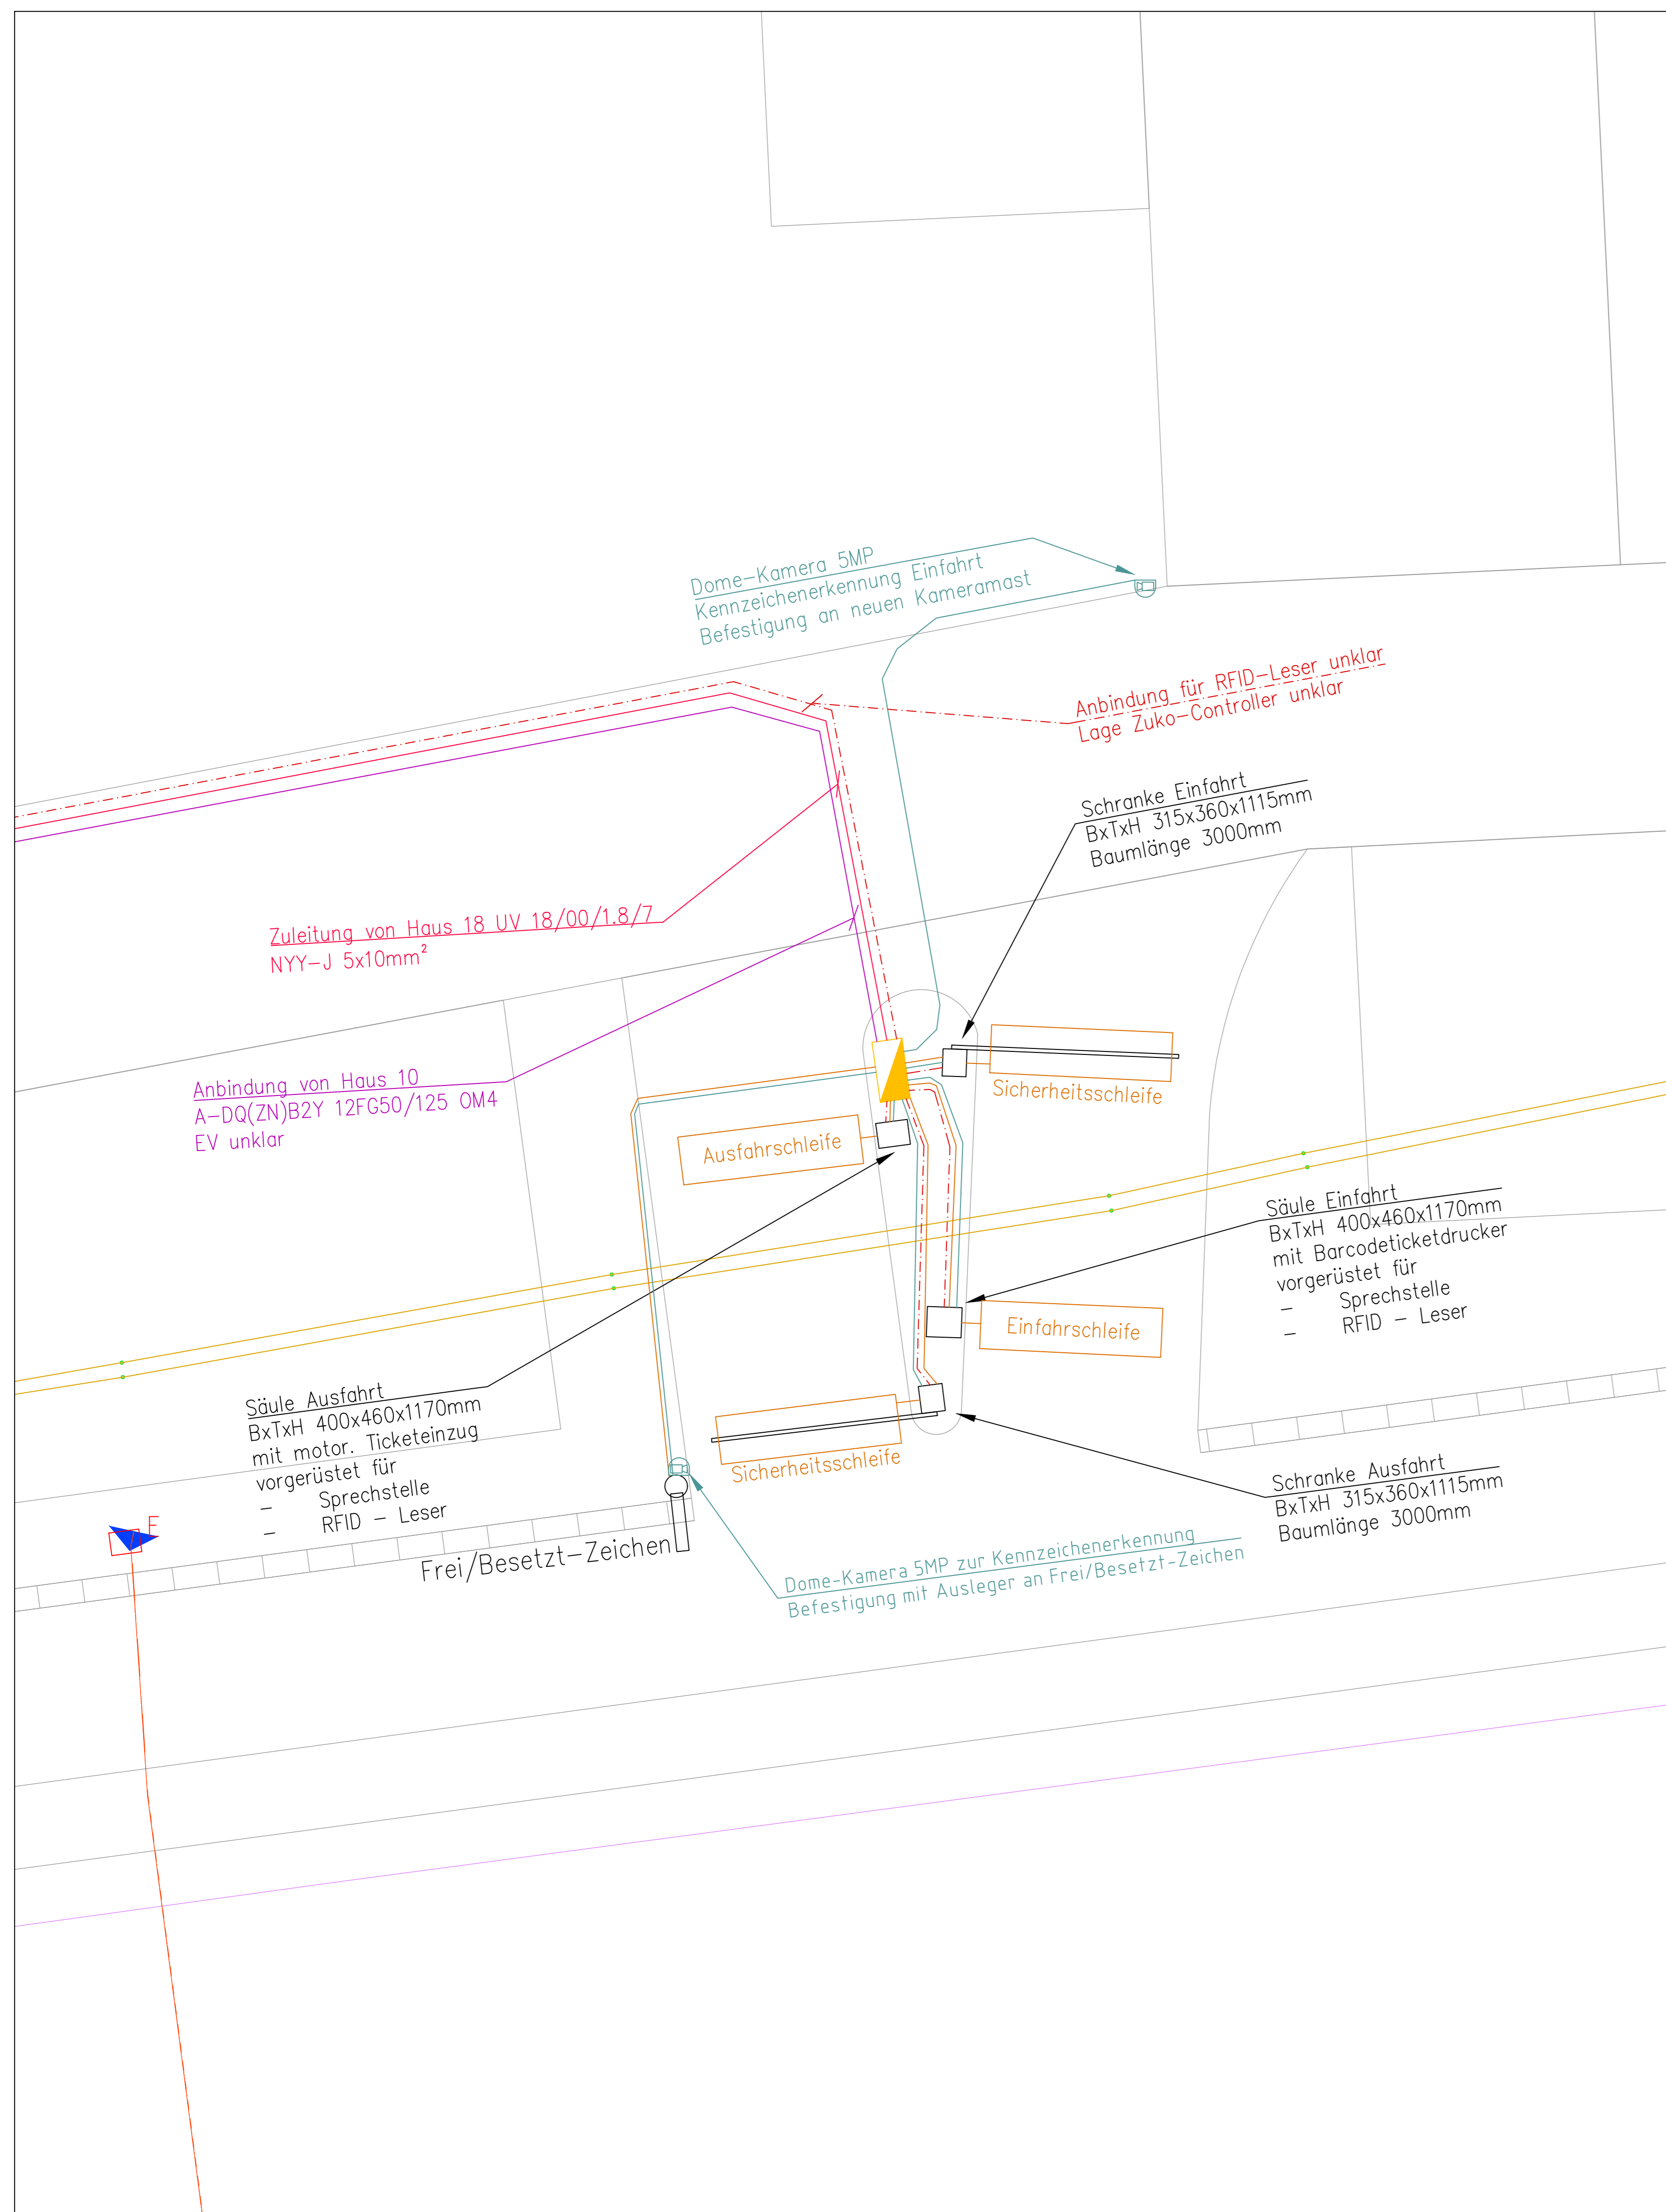 Dome-Kamera 5MP
Kennzeichenerkennung Einfahrt
Befestigung an neuen Kameramast
Anbindung für RFID-Leser unklar
Lage Zuko-Controller unklar
Schranke Einfahrt
BxTxH 315x360x1115mm
Baumlänge 3000mm
Zuleitung von Haus 18 UV 18/00/1.8/7
NYY-J 5x10mm²
Anbindung von Haus 10
A-DQ(ZN)B2Y 12FG50/125 OM4
EV unklar
Sicherheitsschleife
Ausfahrschleife
Säule Einfahrt
BxTxH 400x460x1170mm
mit Barcodeticketdrucker
vorgerüstet für
- Sprechstelle
- RFID - Leser
Einfahrschleife
Säule Ausfahrt
BxTxH 400x460x1170mm
mit motor. Ticketeinzug
vorgerüstet für
- Sprechstelle
- RFID - Leser
Sicherheitsschleife
Schranke Ausfahrt
BxTxH 315x360x1115mm
Baumlänge 3000mm
F
Frei/Besetzt-Zeichen
Dome-Kamera 5MP zur Kennzeichenerkennung
Befestigung mit Ausleger an Frei/Besetzt-Zeichen